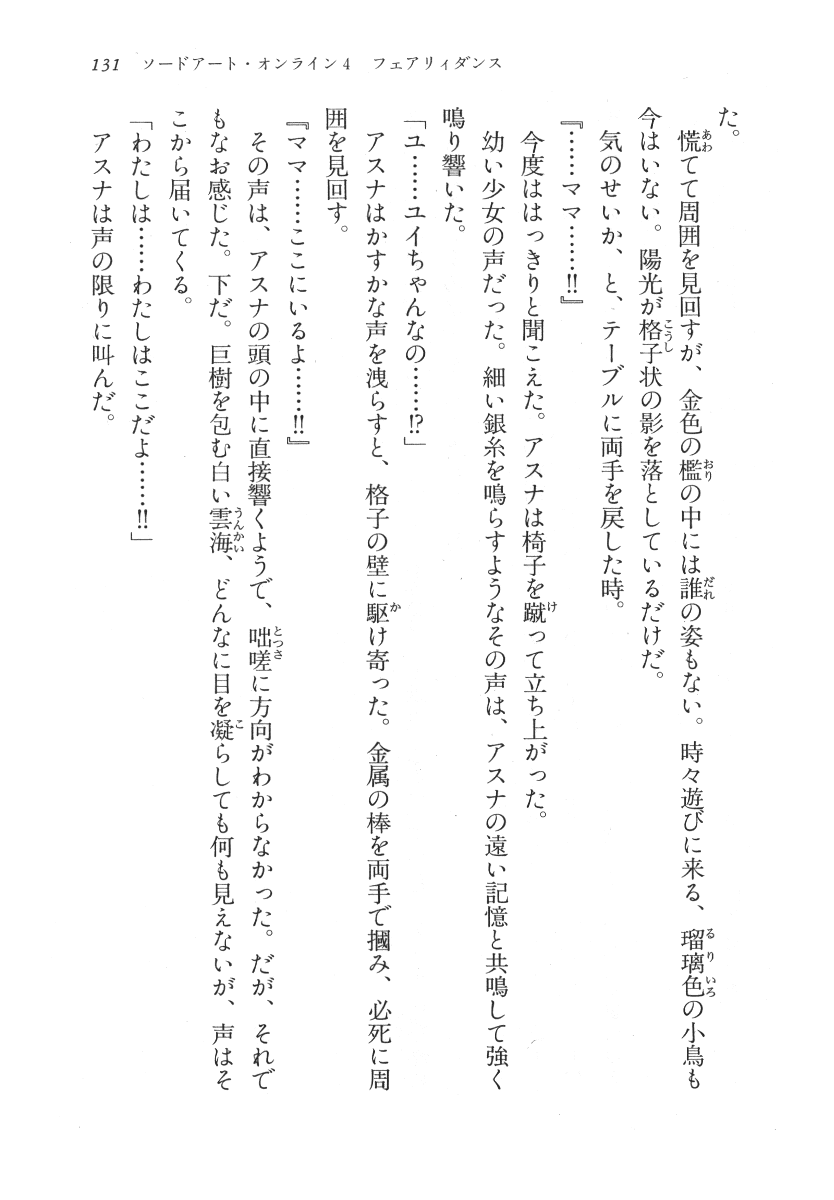 131 ソードアート・オンライン4 フェアリィダンス
た。
慌てて周囲を見回すが、金色の檻の中には誰の姿もない。時々遊びに来る、瑠璃色の小鳥も
今はいない。陽光が格子状の影を落としているだけだ。
気のせいか、と、テーブルに両手を戻した時。
『……ママ……!!』
今度ははっきりと聞こえた。アスナは椅子を蹴って立ち上がった。
幼い少女の声だった。細い銀糸を鳴らすようなその声は、アスナの遠い記憶と共鳴して強く
鳴り響いた。
「ユ……ユイちゃんなの……!?」
アスナはかすかな声を洩らすと、格子の壁に駆け寄った。金属の棒を両手で摑み、必死に周
囲を見回す。
『ママ……ここにいるよ……!!』
その声は、アスナの頭の中に直接響くようで、咄嗟に方向がわからなかった。だが、それで
もなお感じた。下だ。巨樹を包む白い雲海、どんなに目を凝らしても何も見えないが、声はそ
こから届いてくる。
「わたしは……わたしはここだよ……!!」
アスナは声の限りに叫んだ。